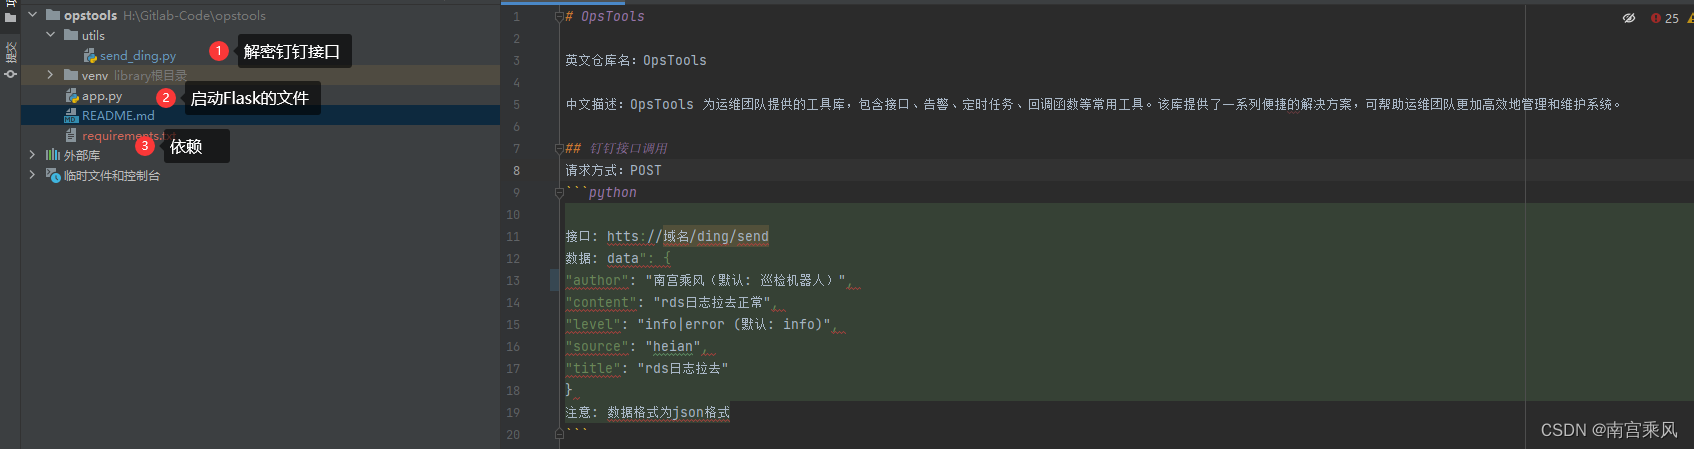 opstools H:\Gitlab-Code\opstools
utils
send_ding.py
1 解密钉钉接口
venv library根目录
app.py
2 启动Flask的文件
README.md
requirements.txt
3 依赖
外部库
临时文件和控制台
提交
25
1 # OpsTools
2
3 英文仓库名：OpsTools
4
5 中文描述：OpsTools 为运维团队提供的工具库，包含接口、告警、定时任务、回调函数等常用工具。该库提供了一系列便捷的解决方案，可帮助运维团队更加高效地管理和维护系统。
6
7 ## 钉钉接口调用
8 请求方式：POST
9 ```python
10
11 接口: htts://域名/ding/send
12 数据: data": {
13 "author": "南宫乘风（默认: 巡检机器人）",
14 "content": "rds日志拉去正常",
15 "level": "info|error (默认: info)",
16 "source": "heian",
17 "title": "rds日志拉去"
18 }
19 注意: 数据格式为json格式
20 ```
CSDN @南宫乘风